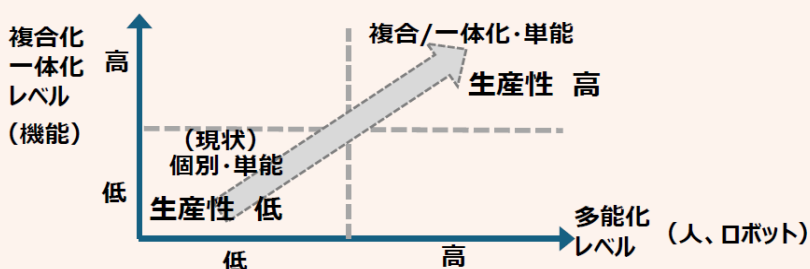 複合化
一体化
レベル
（機能）
高
低
複合/一体化・単能
生産性　高
（現状）
個別・単能
生産性　低
低
高
多能化
レベル
（人、ロボット）